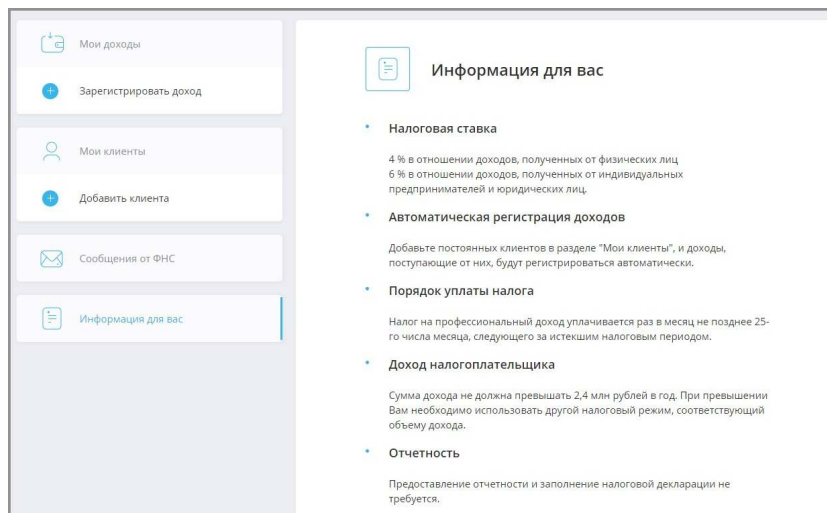 Мои доходы
Зарегистрировать доход
Мои клиенты
Добавить клиента
Сообщения от ФНС
Информация для вас
Информация для вас
Налоговая ставка
4 % в отношении доходов, полученных от физических лиц
6 % в отношении доходов, полученных от индивидуальных
предпринимателей и юридических лиц.
Автоматическая регистрация доходов
Добавьте постоянных клиентов в разделе "Мои клиенты", и доходы,
поступающие от них, будут регистрироваться автоматически.
Порядок уплаты налога
Налог на профессиональный доход уплачивается раз в месяц не позднее 25-
го числа месяца, следующего за истекшим налоговым периодом.
Доход налогоплательщика
Сумма дохода не должна превышать 2,4 млн рублей в год. При превышении
Вам необходимо использовать другой налоговый режим, соответствующий
объему дохода.
Отчетность
Предоставление отчетности и заполнение налоговой декларации не
требуется.